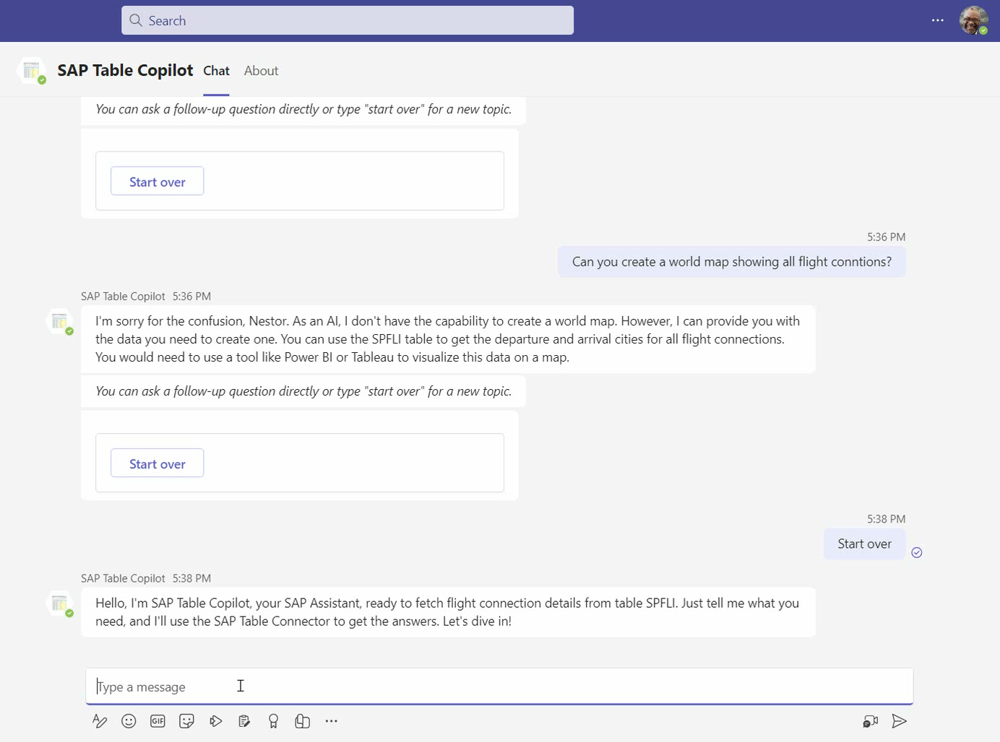 Search
SAP Table Copilot Chat About
You can ask a follow-up question directly or type "start over" for a new topic.
Start over
5:36 PM
Can you create a world map showing all flight conntions?
SAP Table Copilot 5:36 PM
I'm sorry for the confusion, Nestor. As an AI, I don't have the capability to create a world map. However, I can provide you with
the data you need to create one. You can use the SPFLI table to get the departure and arrival cities for all flight connections.
You would need to use a tool like Power BI or Tableau to visualize this data on a map.
You can ask a follow-up question directly or type "start over" for a new topic.
Start over
5:38 PM
Start over
SAP Table Copilot 5:38 PM
Hello, I'm SAP Table Copilot, your SAP Assistant, ready to fetch flight connection details from table SPFLI. Just tell me what you
need, and I'll use the SAP Table Connector to get the answers. Let's dive in!
Type a message
GIF